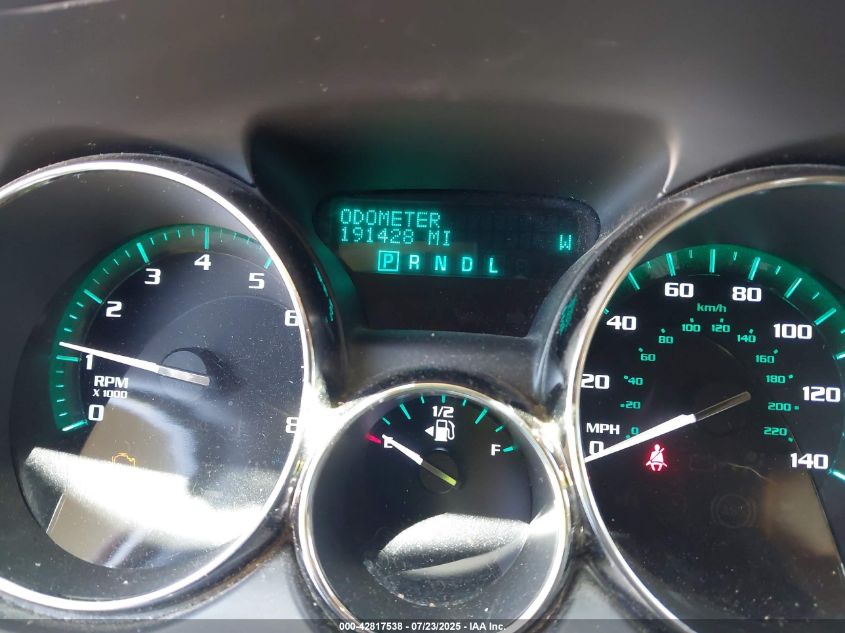 ODOMETER
191428 MI W
P R N D L
0 1 2 3 4 5 6 8
RPM
X 1000
E 1/2 F
0 20 40 60 80 100 120 140
MPH
km/h
0 20 40 60 80 100 120 140 160 180 200 220
000-42817538 - 07/23/2025 - IAA Inc.